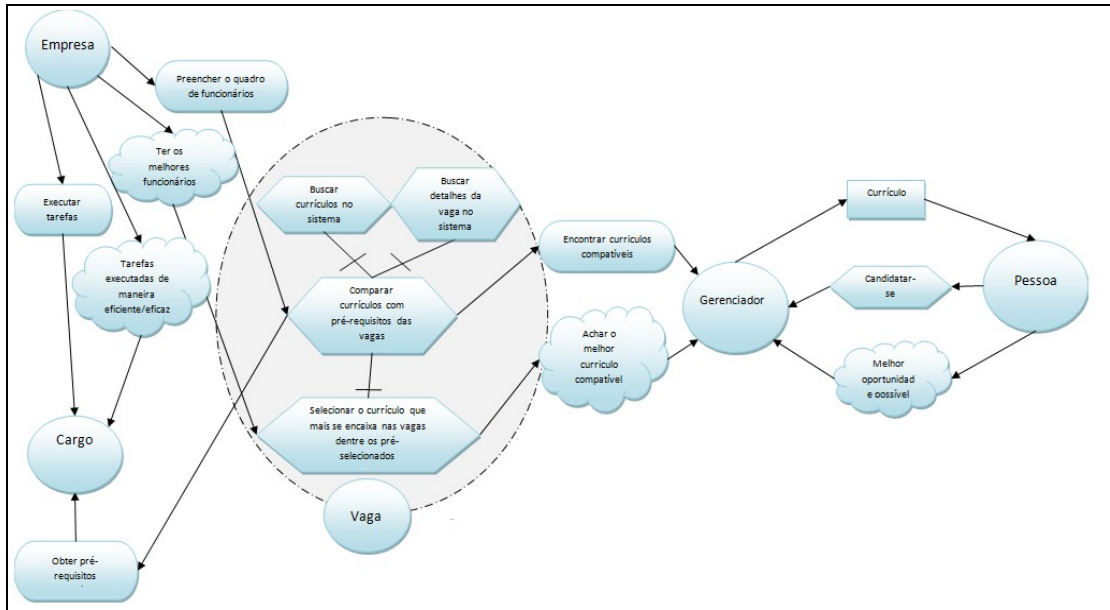 Empresa
Preencher o quadro
de funcionários
Ter os
melhores
funcionários
Executar
tarefas
Tarefas
executadas de
maneira
eficiente/eficaz
Cargo
Obter pré-
requisitos
Buscar
currículos no
sistema
Buscar
detalhes da
vaga no
sistema
Comparar
currículos com
pré-requisitos das
vagas
Selecionar o currículo que
mais se encaixa nas vagas
dentre os pré-
selecionados
Vaga
Encontrar curriculos
compatíveis
Achar o
melhor
curriculo
compatível
Gerenciador
Currículo
Candidatar-
se
Melhor
oportunidad
e possível
Pessoa